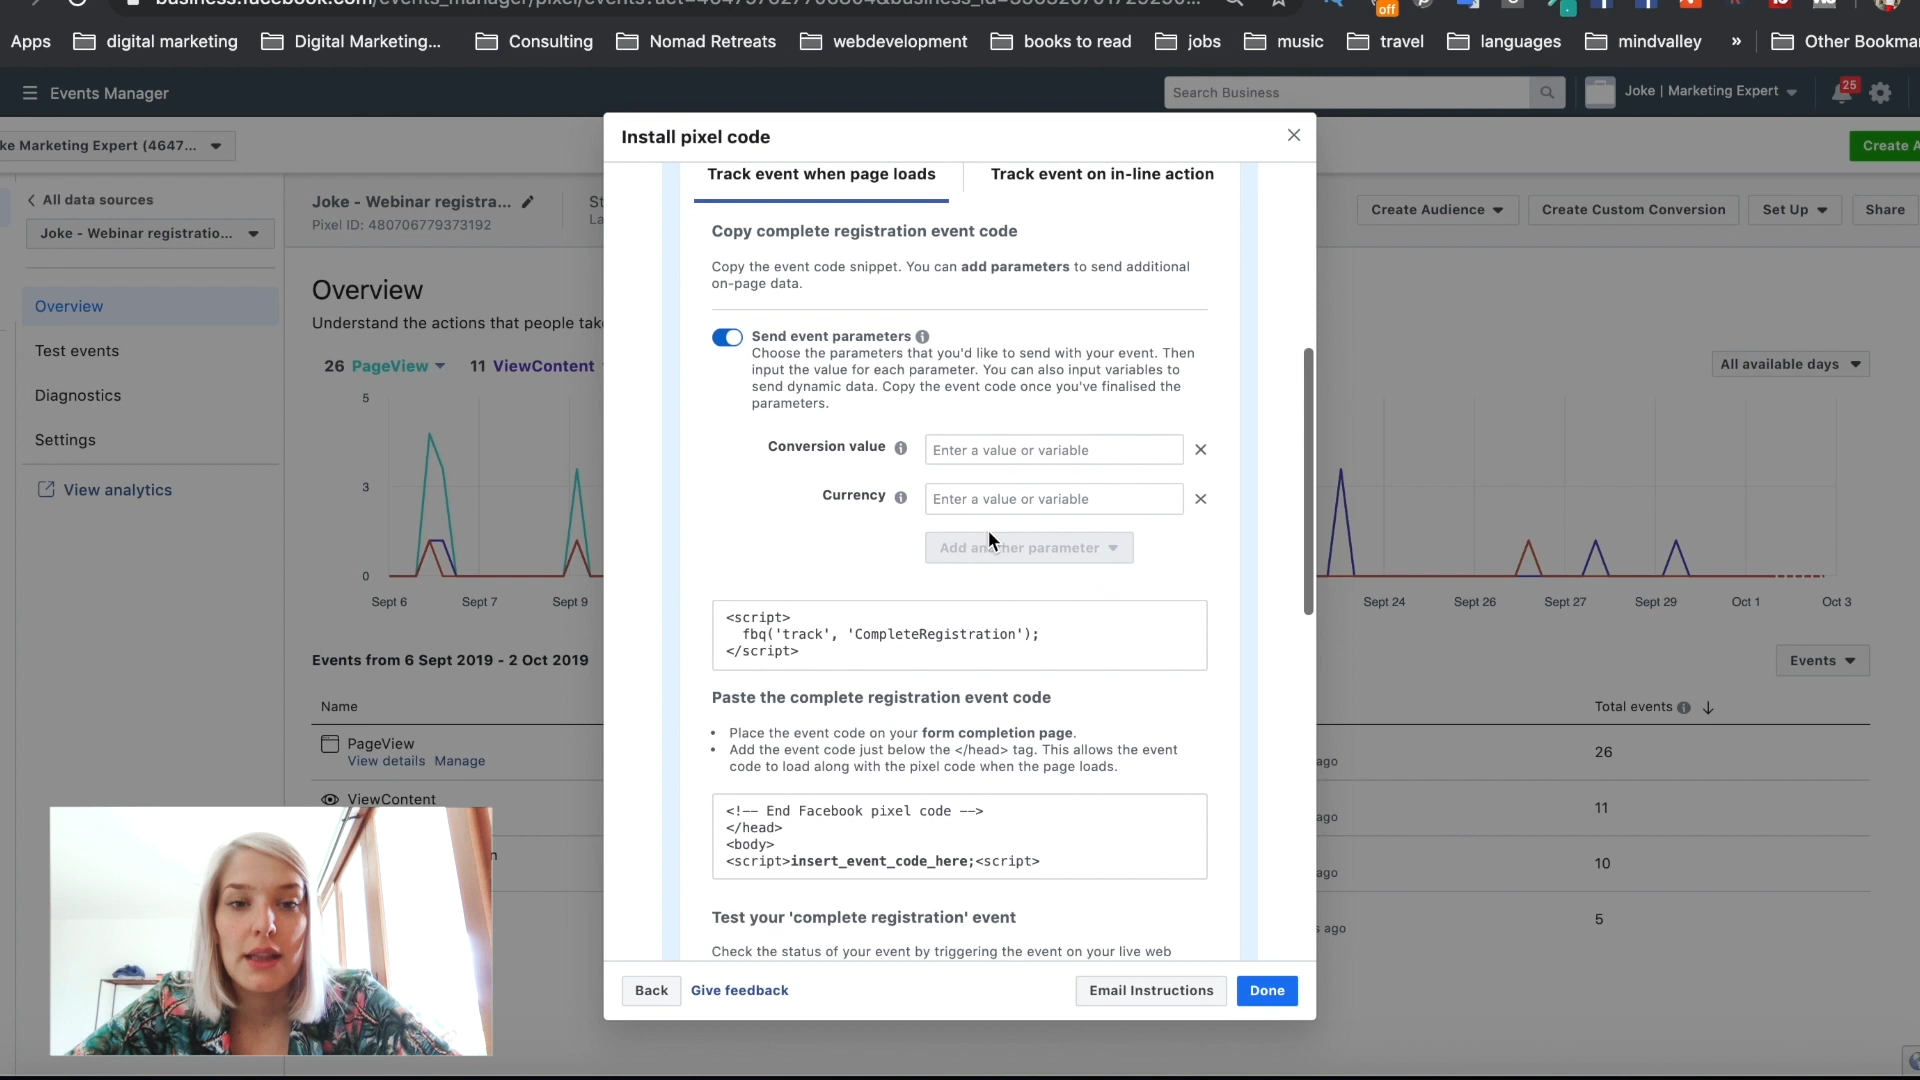 off
Apps digital marketing Digital Marketing... Consulting Nomad Retreats webdevelopment books to read jobs music travel languages mindvalley » Other Bookma
Events Manager
Search Business
Joke | Marketing Expert
25
ke Marketing Expert (4647...
Create A
All data sources
Joke - Webinar registratio...
Overview
Test events
Diagnostics
Settings
View analytics
Joke - Webinar registra...
Pixel ID: 480706779373192
St
La
Create Audience
Create Custom Conversion
Set Up
Share
Overview
Understand the actions that people take
26 PageView 11 ViewContent
All available days
5
3
0
Sept 6 Sept 7 Sept 9 Sept 24 Sept 26 Sept 27 Sept 29 Oct 1 Oct 3
Events from 6 Sept 2019 - 2 Oct 2019
Events
Name
Total events
PageView
View details Manage
ago
26
ViewContent
ago
11
n
ago
10
s ago
5
Install pixel code
Track event when page loads
Track event on in-line action
Copy complete registration event code
Copy the event code snippet. You can add parameters to send additional
on-page data.
Send event parameters
Choose the parameters that you'd like to send with your event. Then
input the value for each parameter. You can also input variables to
send dynamic data. Copy the event code once you've finalised the
parameters.
Conversion value
Enter a value or variable
Currency
Enter a value or variable
Add another parameter
<script>
fbq('track', 'CompleteRegistration');
</script>
Paste the complete registration event code
• Place the event code on your form completion page.
• Add the event code just below the </head> tag. This allows the event
code to load along with the pixel code when the page loads.
<!-- End Facebook pixel code -->
</head>
<body>
<script>insert_event_code_here;<script>
Test your 'complete registration' event
Check the status of your event by triggering the event on your live web
Back
Give feedback
Email Instructions
Done